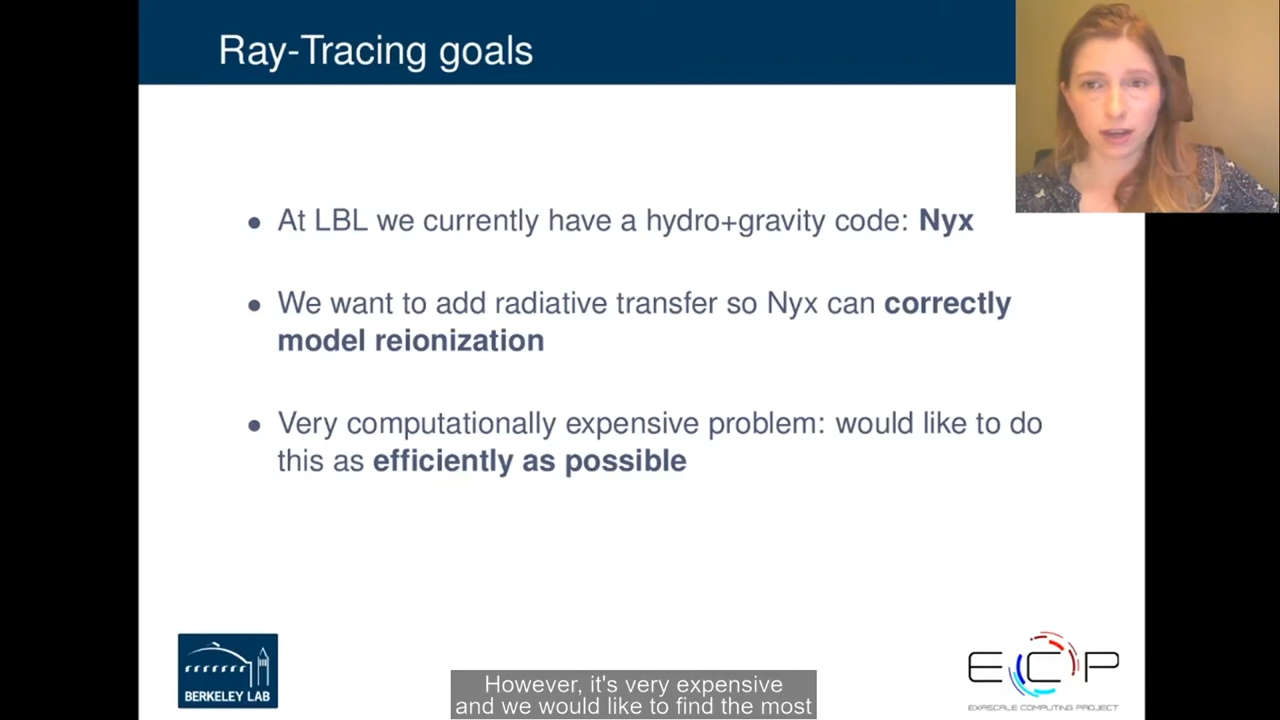 Ray-Tracing goals
• At LBL we currently have a hydro+gravity code: Nyx
• We want to add radiative transfer so Nyx can correctly
model reionization
• Very computationally expensive problem: would like to do
this as efficiently as possible
BERKELEY LAB
ECP
EXASCALE COMPUTING PROJECT
However, it's very expensive
and we would like to find the most